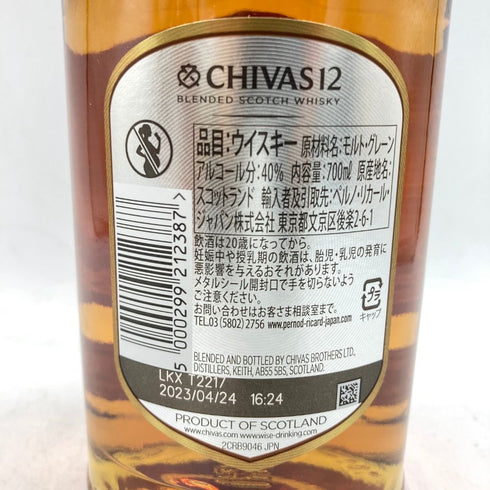 CHIVAS 12
BLENDED SCOTCH WHISKY
品目:ウイスキー 原材料名:モルト・グレーン
アルコール分:40% 内容量:700ml 原産地名:
スコットランド 輸入者及引取先:ペルノ・リカール・
ジャパン株式会社 東京都文京区後楽2-6-1
飲酒は20歳になってから。
妊娠中や授乳期の飲酒は、胎児・乳児の発育に
悪影響を与えるおそれがあります。
メタルシール開封口で手を切らないよう
ご注意ください。
お問い合わせはお客さま相談室まで。
TEL.03 (5802) 2756 www.pernod-ricard-japan.com
プラ
キャップ
5 000299 212387
BLENDED AND BOTTLED BY CHIVAS BROTHERS LTD.,
DISTILLERS, KEITH, AB55 5BS, SCOTLAND.
LKX T2217
2023/04/24 16:24
PRODUCT OF SCOTLAND
www.chivas.com www.wise-drinking.com
2CRB9046 JPN